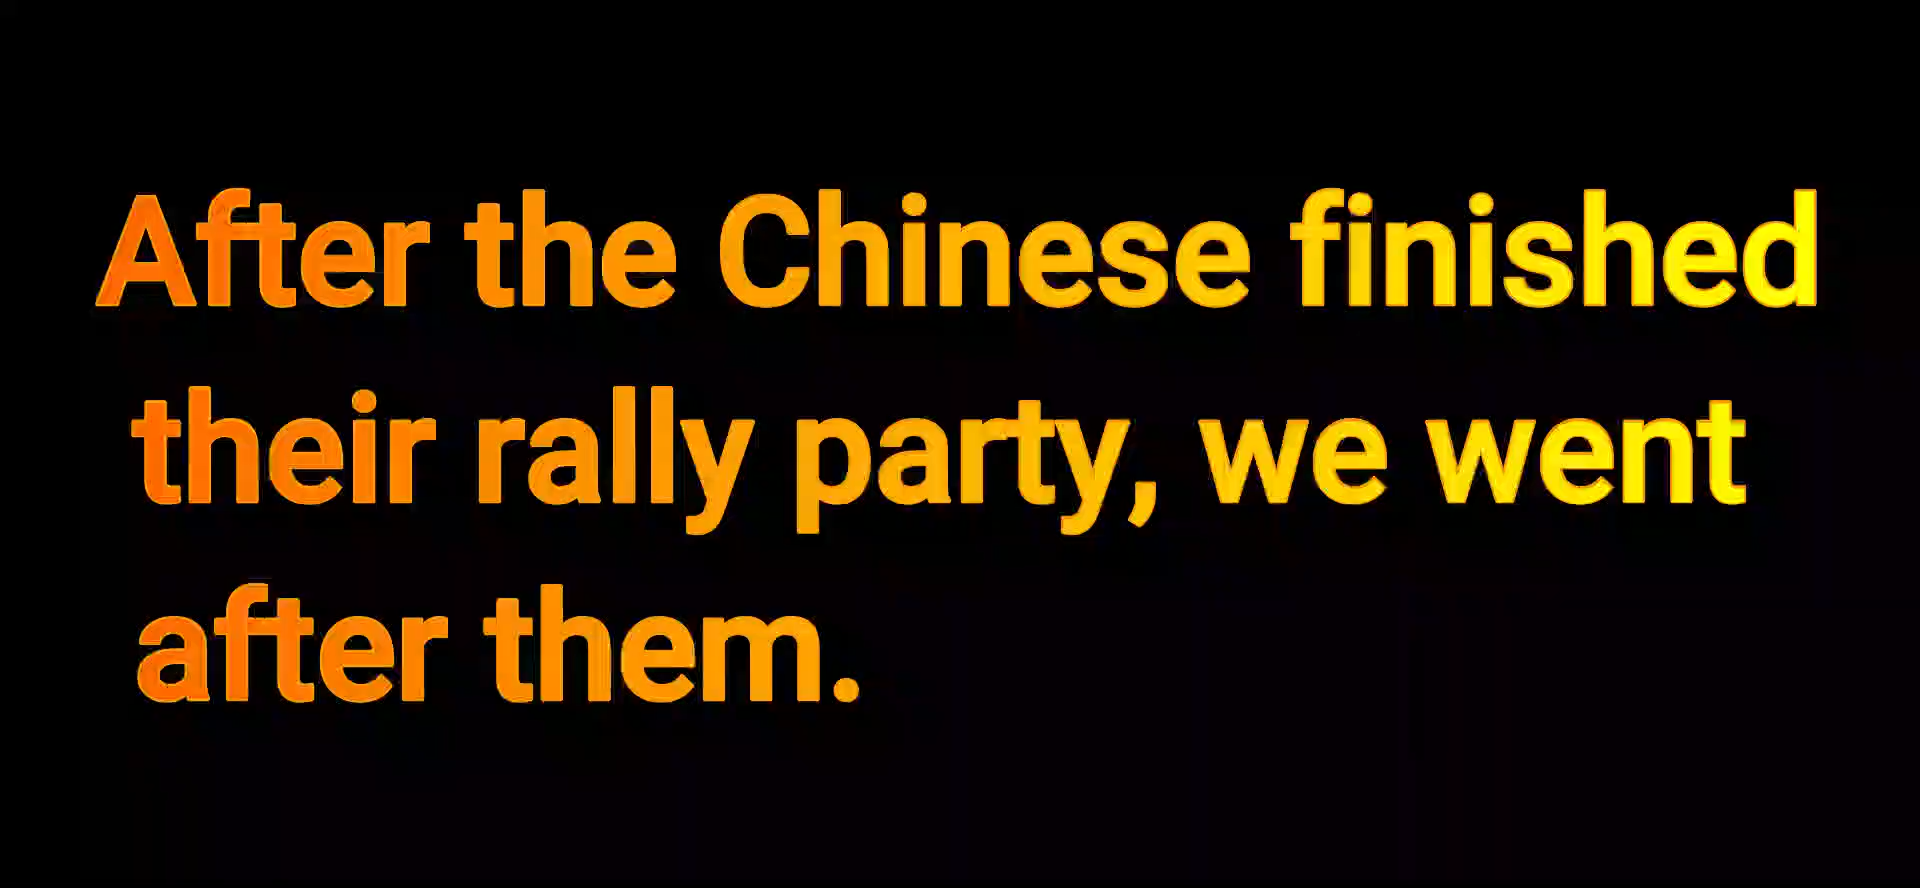 After the Chinese finished
their rally party, we went
after them.